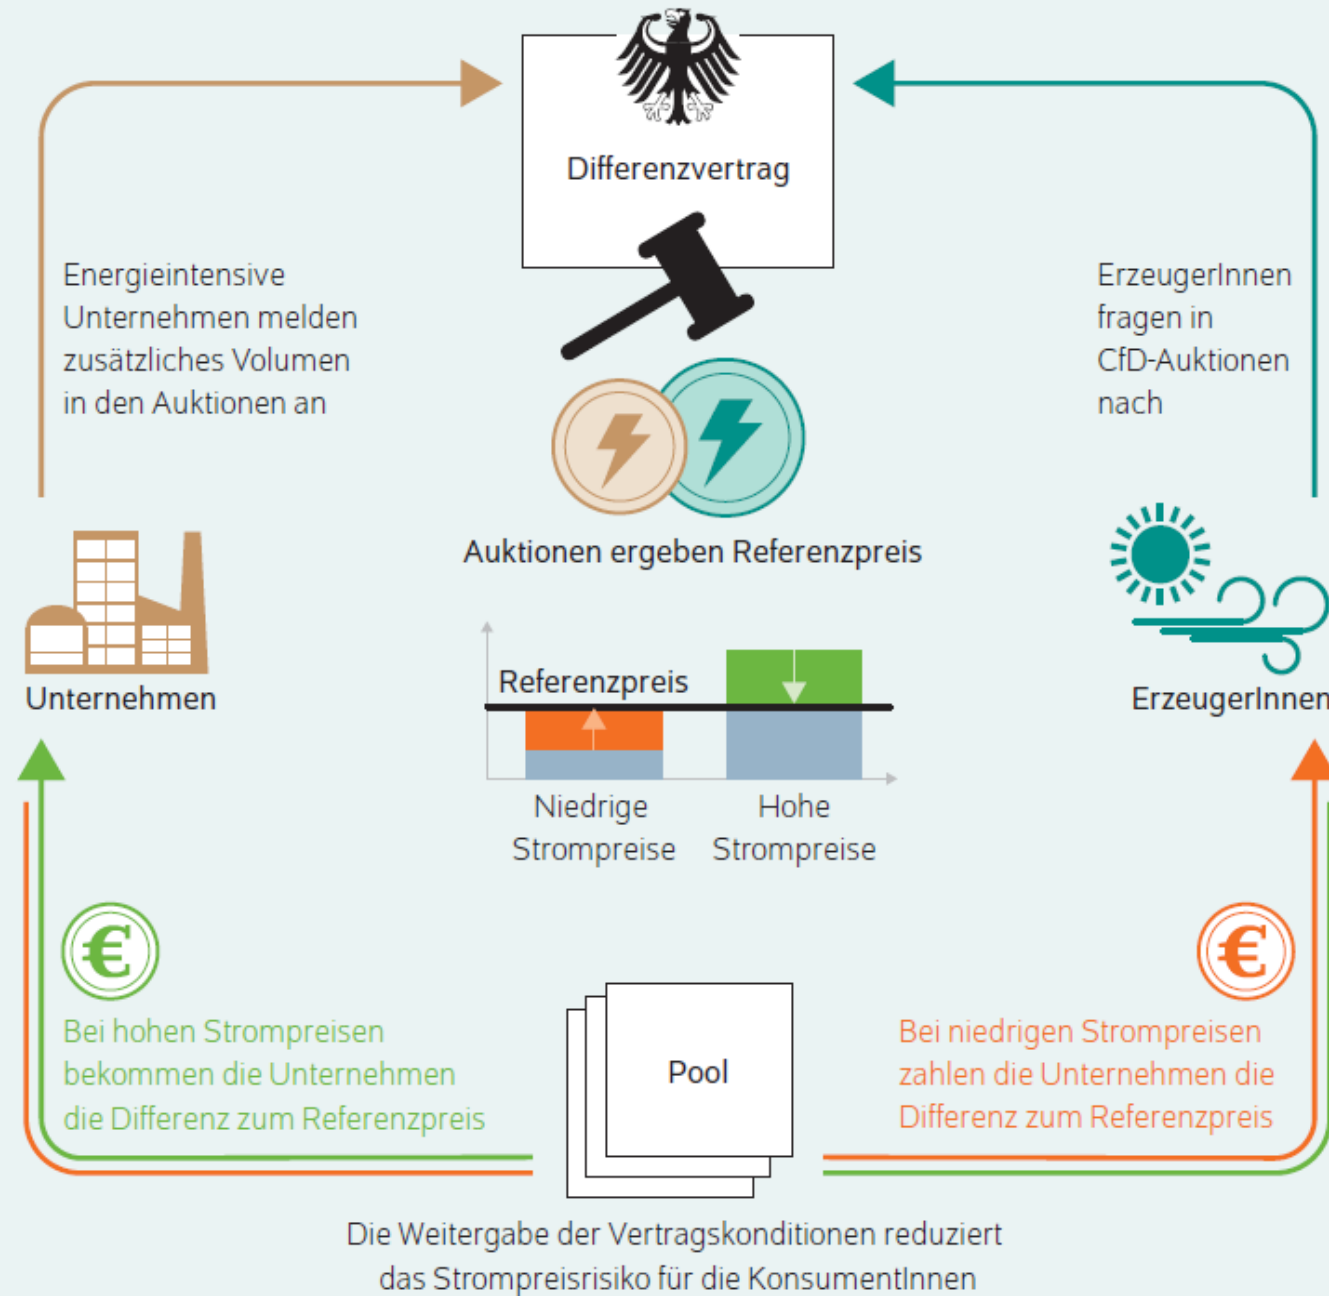 Differenzvertrag
Energieintensive
Unternehmen melden
zusätzliches Volumen
in den Auktionen an
ErzeugerInnen
fragen in
CfD-Auktionen
nach
Auktionen ergeben Referenzpreis
Unternehmen
ErzeugerInnen
Referenzpreis
Niedrige
Strompreise
Hohe
Strompreise
€
Bei hohen Strompreisen
bekommen die Unternehmen
die Differenz zum Referenzpreis
Pool
€
Bei niedrigen Strompreisen
zahlen die Unternehmen die
Differenz zum Referenzpreis
Die Weitergabe der Vertragskonditionen reduziert
das Strompreisrisiko für die KonsumentInnen